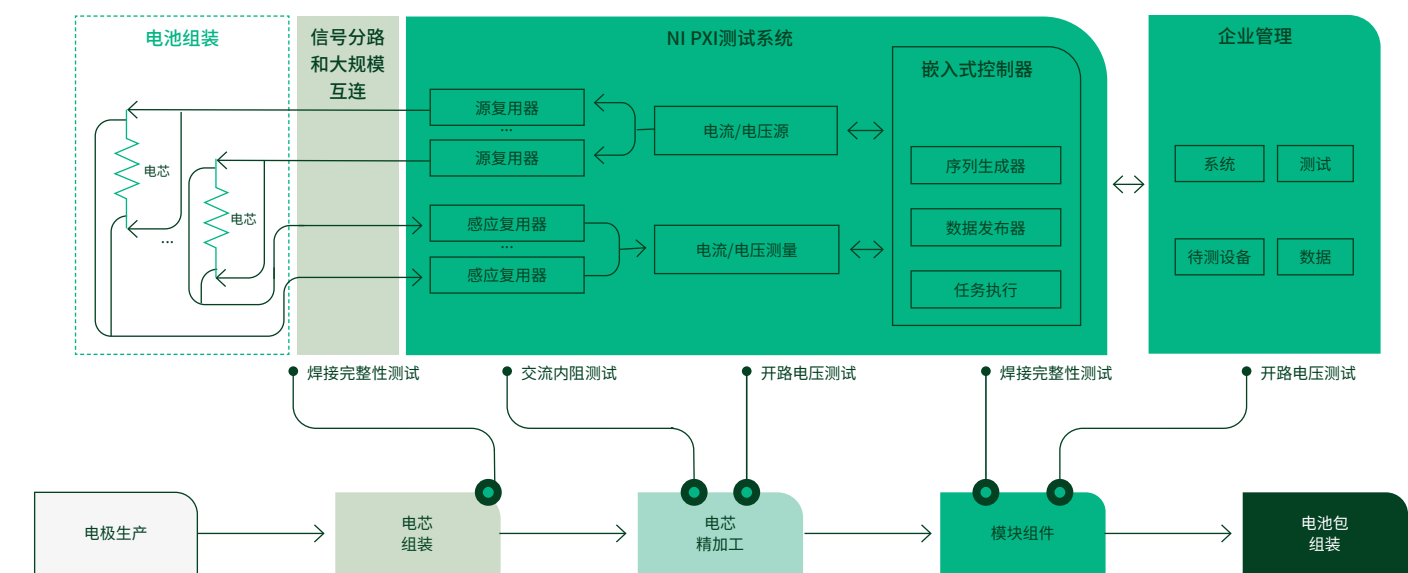 电池组装
信号分路
和大规模
互连
NI PXI测试系统
企业管理
嵌入式控制器
源复用器
...
源复用器
电流/电压源
序列生成器
系统
测试
电芯
电芯
...
感应复用器
...
感应复用器
电流/电压测量
数据发布器
任务执行
待测设备
数据
焊接完整性测试
交流内阻测试
开路电压测试
焊接完整性测试
开路电压测试
电极生产
电芯
组装
电芯
精加工
模块组件
电池包
组装